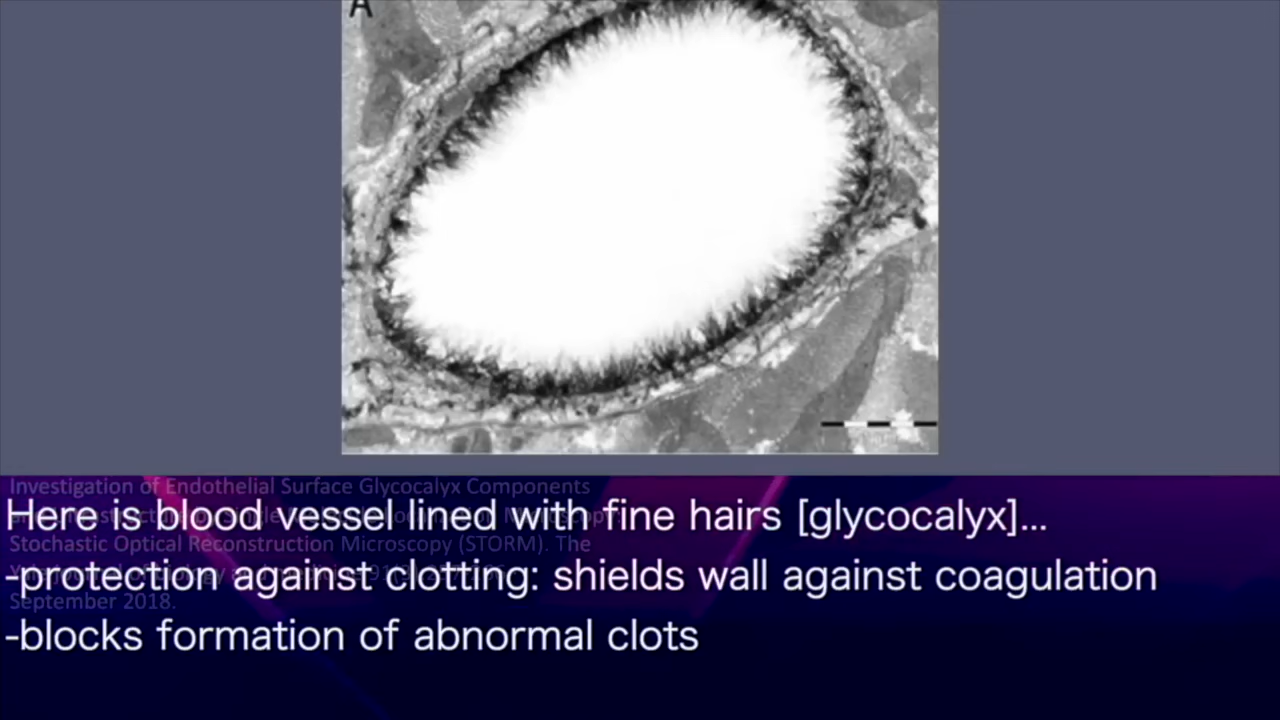 A
Investigation of Endothelial Surface Glycocalyx Components
Here is blood vessel lined with fine hairs [glycocalyx]...
Stochastic Optical Reconstruction Microscopy (STORM). The
-protection against clotting: shields wall against coagulation
September 2018.
-blocks formation of abnormal clots